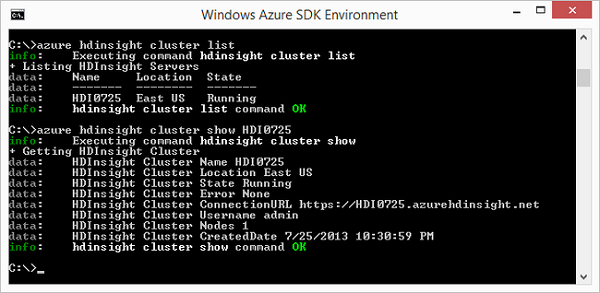 Windows Azure SDK Environment
C:\>azure hdinsight cluster list
info:    Executing command hdinsight cluster list
+ Listing HDInsight Servers
data:    Name     Location  State
data:    -------  --------  -------
data:    HDI0725  East US   Running
info:    hdinsight cluster list command OK
C:\>azure hdinsight cluster show HDI0725
info:    Executing command hdinsight cluster show
+ Getting HDInsight Cluster
data:    HDInsight Cluster Name HDI0725
data:    HDInsight Cluster Location East US
data:    HDInsight Cluster State Running
data:    HDInsight Cluster Error None
data:    HDInsight Cluster ConnectionURL https://HDI0725.azurehdinsight.net
data:    HDInsight Cluster Username admin
data:    HDInsight Cluster Nodes 1
data:    HDInsight Cluster CreatedDate 7/25/2013 10:30:59 PM
info:    hdinsight cluster show command OK
C:\>_